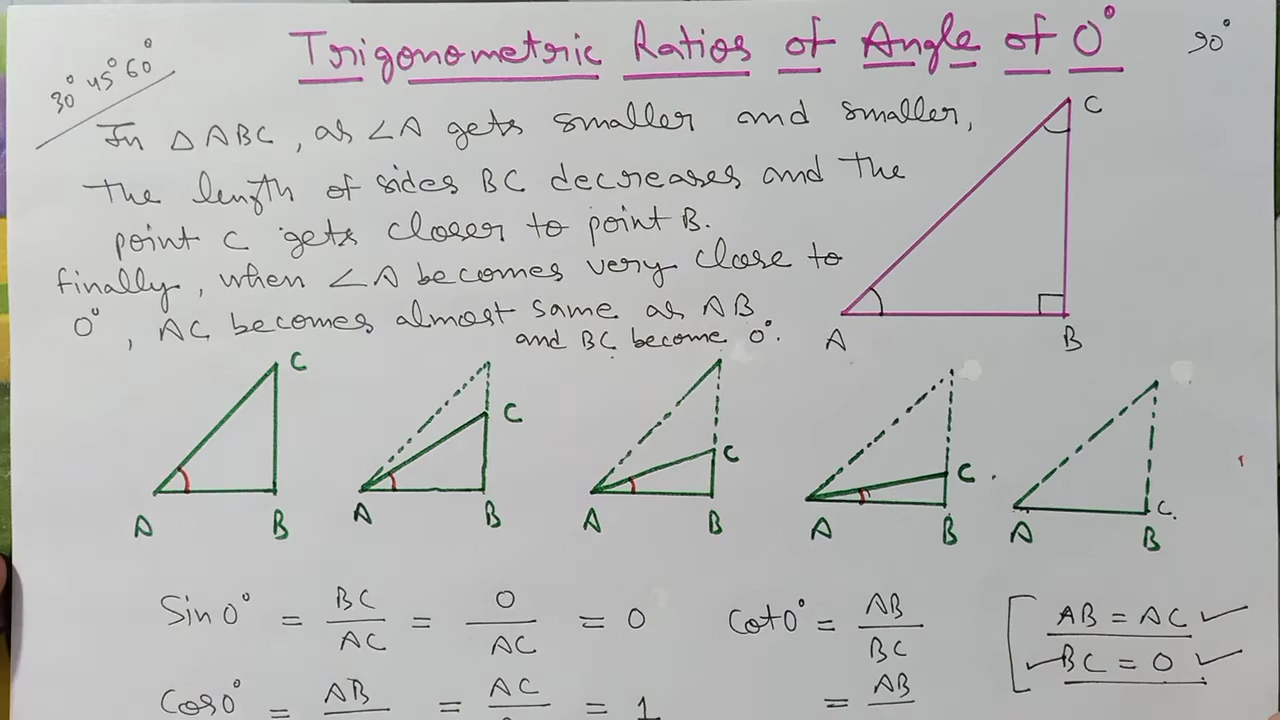 Trigonometric Ratios of Angle of 0°
90°
30° 45° 60°
In △ABC, as ∠A gets smaller and smaller,
The length of sides BC decreases and the
point C gets closer to point B.
finally, when ∠A becomes very close to
0°, AC becomes almost same as AB
and BC become 0°.
C
A
B
C
A
B
C
A
B
C
A
B
C
A
B
C.
A
B
Sin 0° = BC/AC = 0/AC = 0
Cot 0° = AB/BC
= AB
AB = AC ✓
✓ BC = 0 ✓
Cos 0° = AB = AC = 1